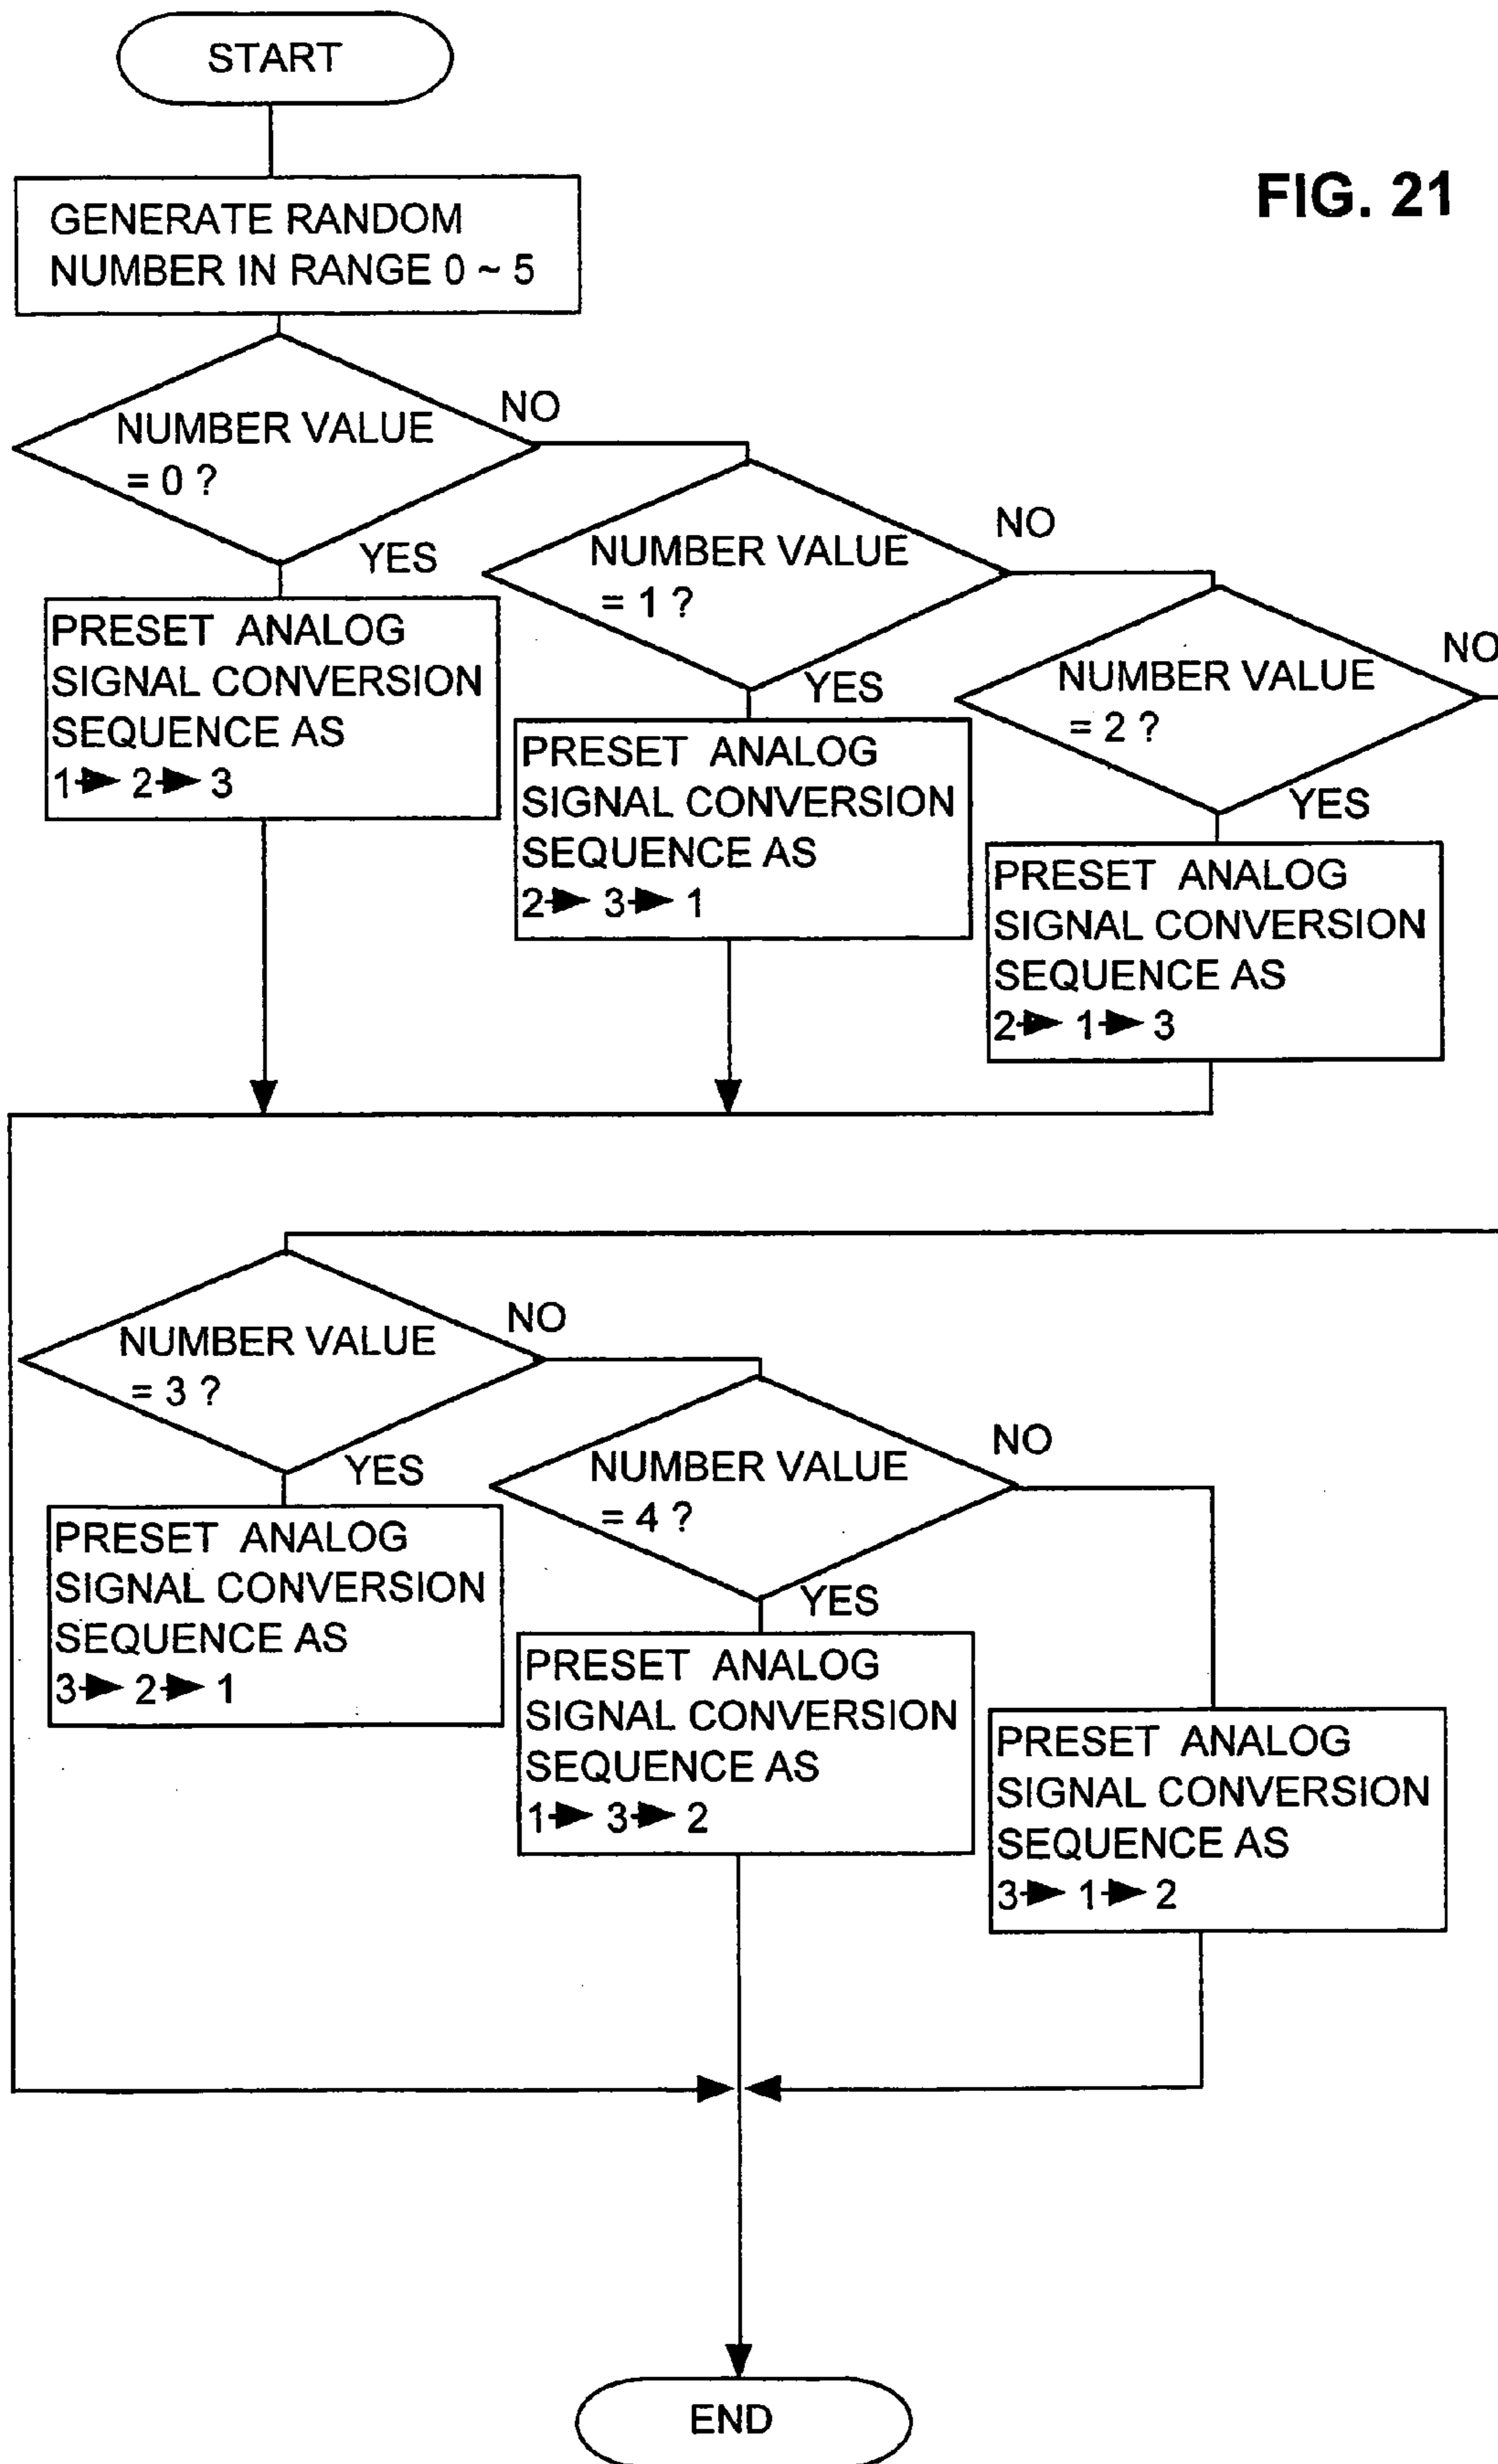 START
FIG. 21
GENERATE RANDOM
NUMBER IN RANGE 0 ~ 5
NUMBER VALUE
= 0 ?
NO
YES
PRESET ANALOG
SIGNAL CONVERSION
SEQUENCE AS
1→ 2→ 3
NUMBER VALUE
= 1 ?
NO
YES
PRESET ANALOG
SIGNAL CONVERSION
SEQUENCE AS
2→ 3→ 1
NUMBER VALUE
= 2 ?
NO
YES
PRESET ANALOG
SIGNAL CONVERSION
SEQUENCE AS
2→ 1→ 3
NUMBER VALUE
= 3 ?
NO
YES
PRESET ANALOG
SIGNAL CONVERSION
SEQUENCE AS
3→ 2→ 1
NUMBER VALUE
= 4 ?
NO
YES
PRESET ANALOG
SIGNAL CONVERSION
SEQUENCE AS
1→ 3→ 2
PRESET ANALOG
SIGNAL CONVERSION
SEQUENCE AS
3→ 1→ 2
END